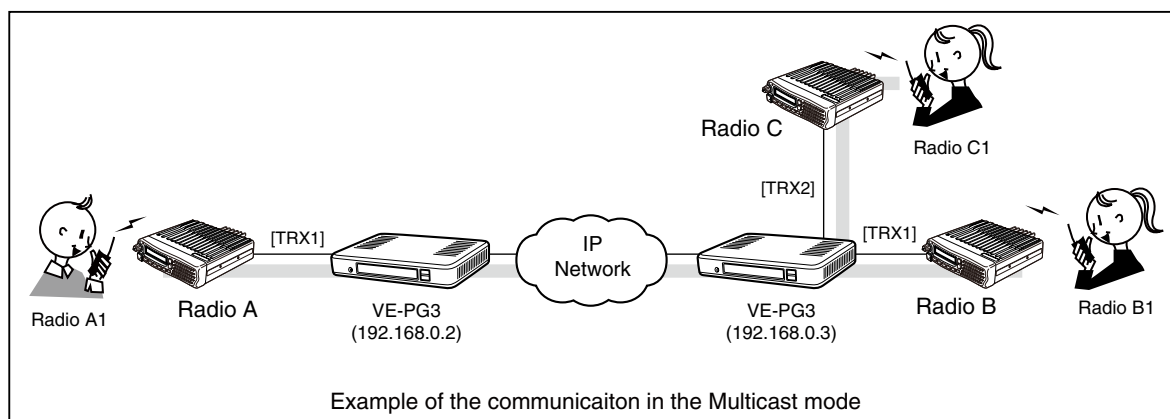 Radio C
Radio C1
[TRX2]
[TRX1]
IP
Network
[TRX1]
Radio A1
Radio A
VE-PG3
(192.168.0.2)
VE-PG3
(192.168.0.3)
Radio B
Radio B1
Example of the communicaiton in the Multicast mode